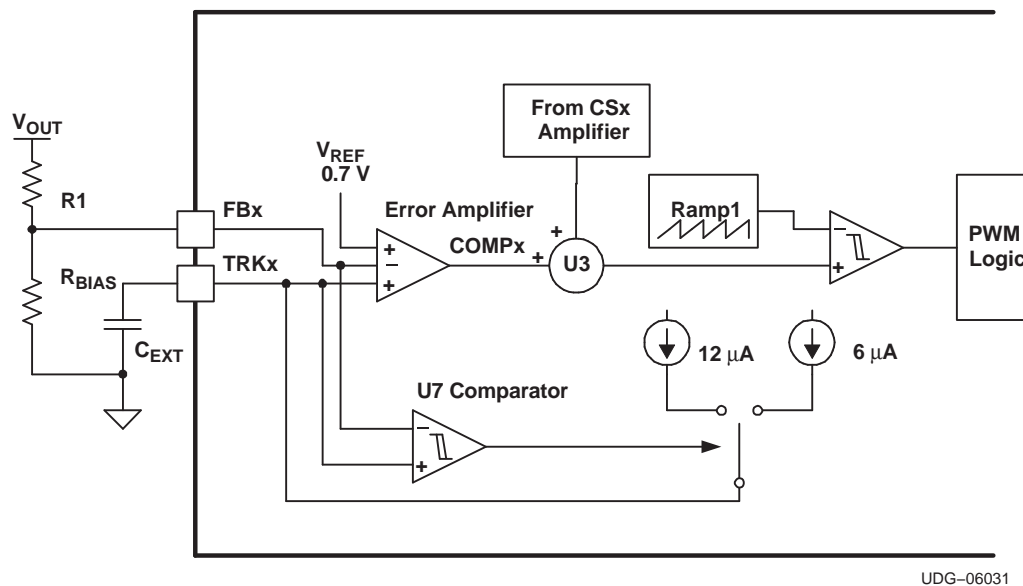 From CSx
Amplifier
VOUT
VREF
0.7 V
R1
FBx
Error Amplifier
Ramp1
+
+
−
+
COMPx
+
U3
−
+
PWM
Logic
TRKx
RBIAS
CEXT
12 μA
6 μA
U7 Comparator
−
+
UDG–06031